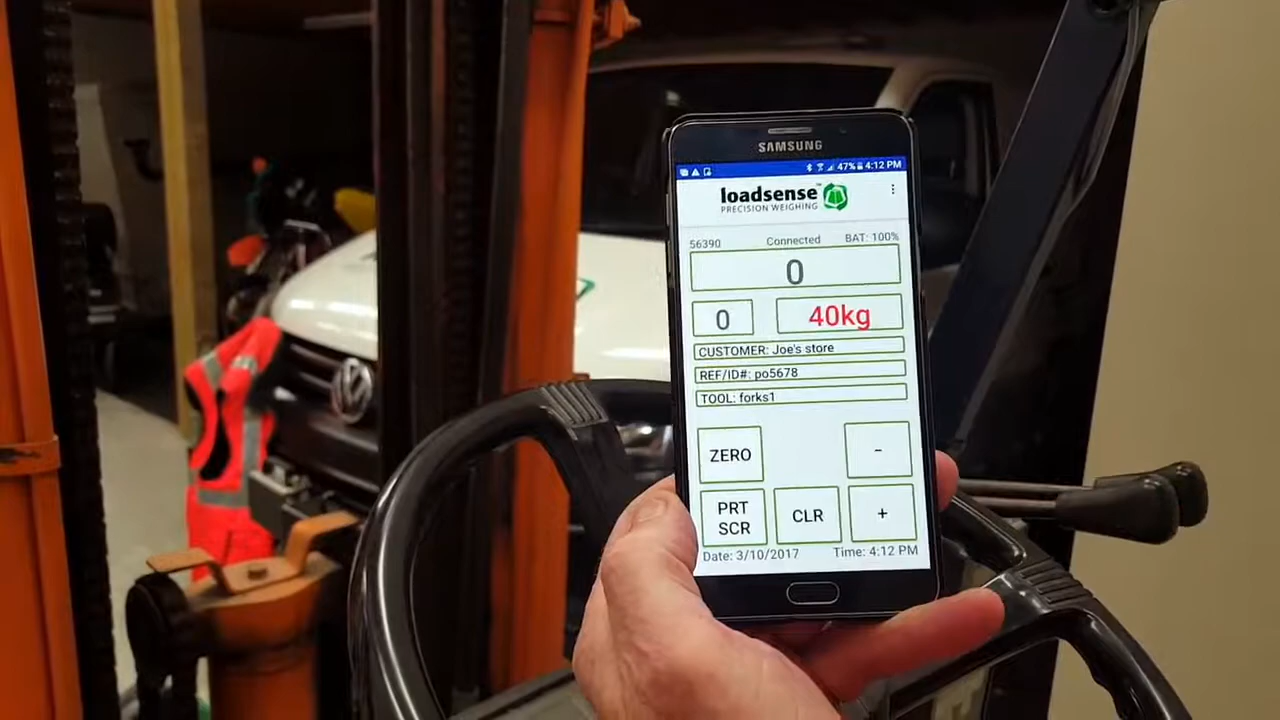 SAMSUNG
47% 4:12 PM
loadsense™
PRECISION WEIGHING
56390 Connected BAT: 100%
0
0 40kg
CUSTOMER: Joe's store
REF/ID#: po5678
TOOL: forks1
ZERO -
PRT SCR CLR +
Date: 3/10/2017 Time: 4:12 PM